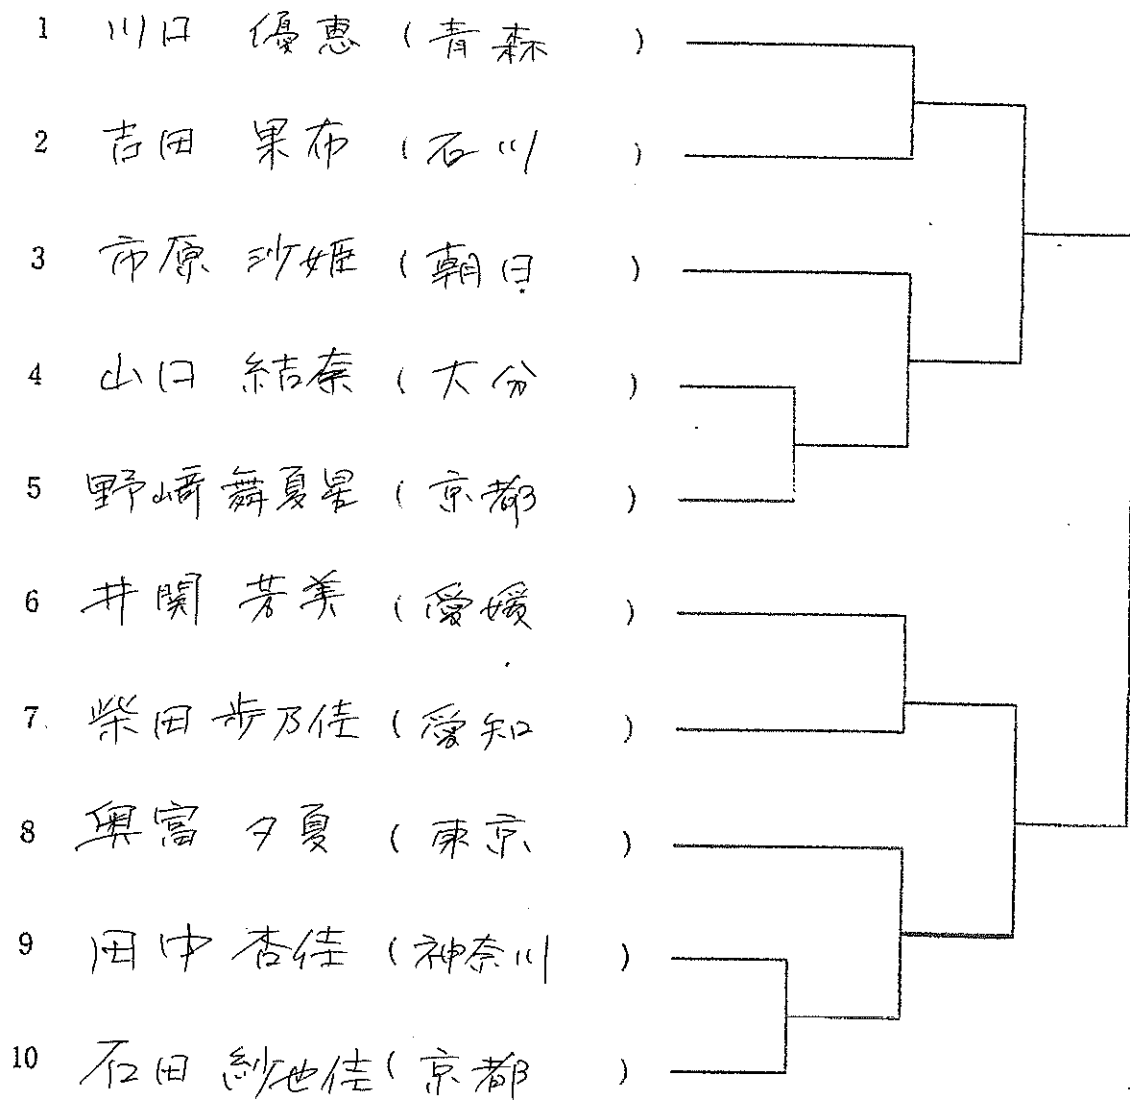 1 川口 優恵 (青森)
2 吉田 果布 (石川)
3 市原 沙姫 (朝日)
4 山口 結奈 (大分)
5 野﨑 舞夏星 (京都)
6 井関 芳美 (愛媛)
7. 柴田 歩乃佳 (愛知)
8 奥富 夕夏 (東京)
9 田中 杏佳 (神奈川)
10 石田 紗也佳 (京都)